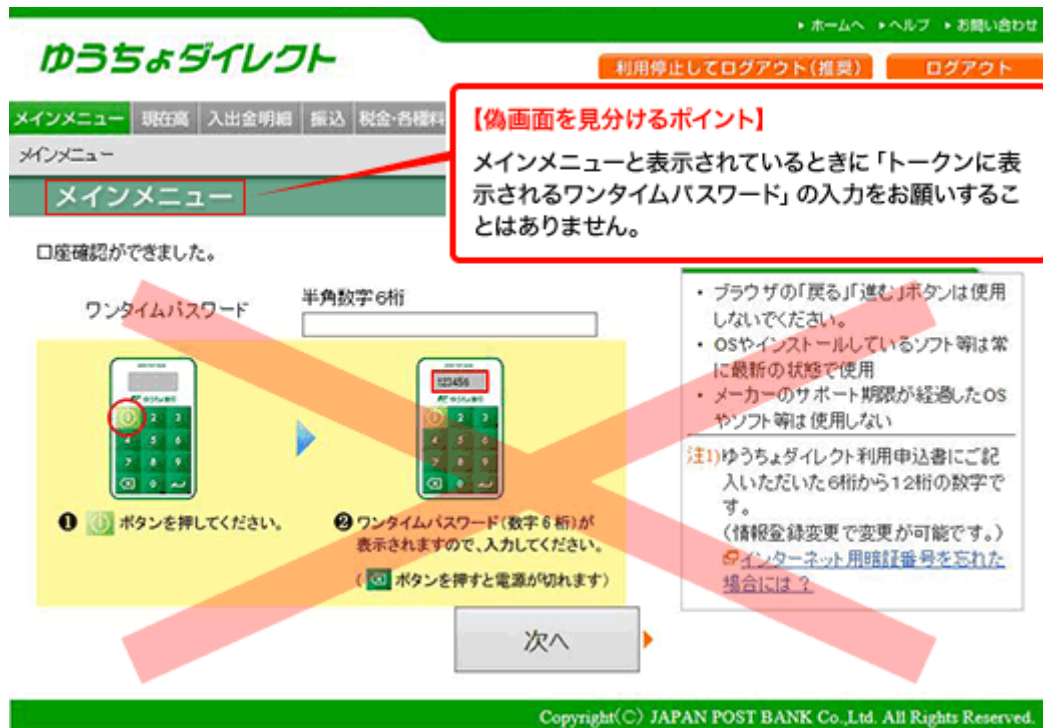 ▸ ホームへ ▸ ヘルプ ▸ お問い合わせ
ゆうちょダイレクト
利用停止してログアウト(推奨) ログアウト
メインメニュー 現在高 入出金明細 振込 税金・各種料
メインメニュー
メインメニュー
【偽画面を見分けるポイント】
メインメニューと表示されているときに「トークンに表
示されるワンタイムパスワード」の入力をお願いするこ
とはありません。
口座確認ができました。
ワンタイムパスワード
半角数字6桁
123456
1 2 3
4 5 6
7 8 9
0
❶ ボタンを押してください。
❷ ワンタイムパスワード(数字6桁)が
表示されますので、入力してください。
( ボタンを押すと電源が切れます)
・ ブラウザの「戻る」「進む」ボタンは使用
しないでください。
・ OSやインストールしているソフト等は常
に最新の状態で使用
・ メーカーのサポート期限が経過したOS
やソフト等は使用しない
注1)ゆうちょダイレクト利用申込書にご記
入いただいた6桁から12桁の数字で
す。
(情報登録変更で変更が可能です。)
インターネット用暗証番号を忘れた
場合には?
次へ
Copyright(C) JAPAN POST BANK Co.,Ltd. All Rights Reserved.